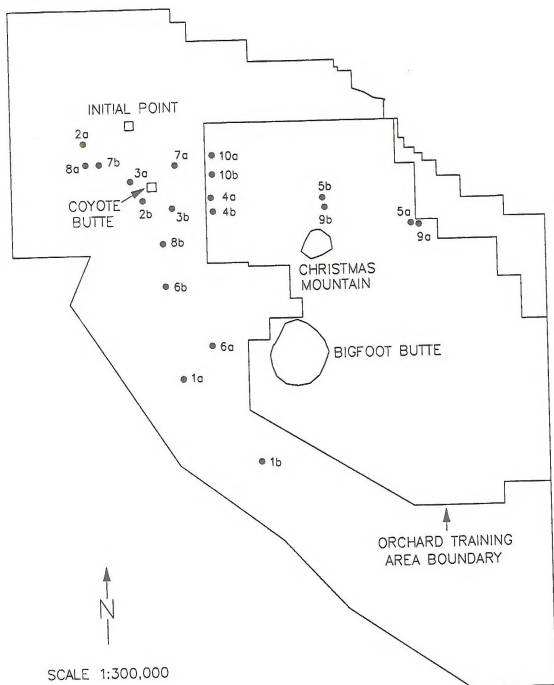 INITIAL POINT
2a
10a
8a
7b
7a
3a
10b
5b
4a
COYOTE
BUTTE
2b
3b
4b
9b
5a
9a
8b
CHRISTMAS
MOUNTAIN
6b
6a
BIGFOOT BUTTE
1a
1b
ORCHARD TRAINING
AREA BOUNDARY
N
SCALE 1:300,000